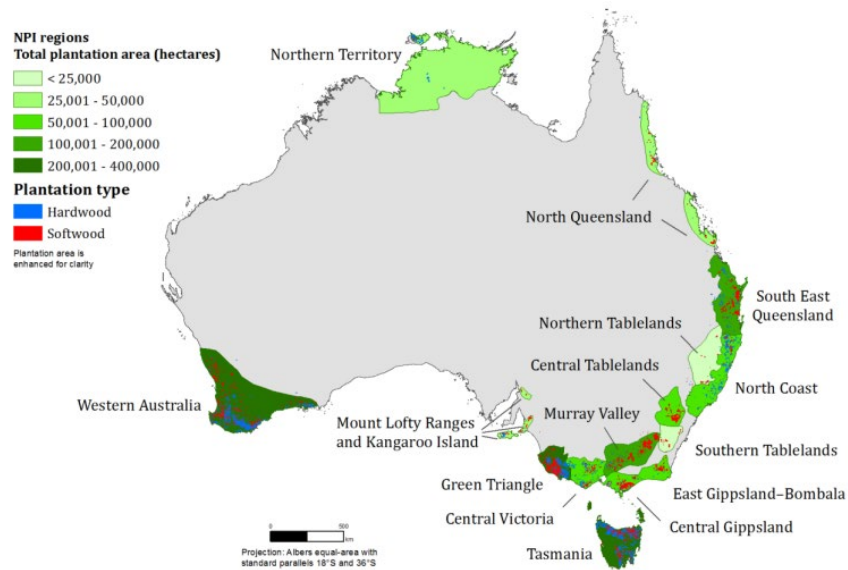 NPI regions
Total plantation area (hectares)
< 25,000
25,001 - 50,000
50,001 - 100,000
100,001 - 200,000
200,001 - 400,000
Plantation type
Hardwood
Softwood
Plantation area is
enhanced for clarity
Northern Territory
North Queensland
South East
Queensland
Northern Tablelands
Central Tablelands
North Coast
Western Australia
Mount Lofty Ranges
and Kangaroo Island
Murray Valley
Southern Tablelands
Green Triangle
East Gippsland–Bombala
Central Victoria
Central Gippsland
Tasmania
0 500
km
Projection: Albers equal-area with
standard parallels 18°S and 36°S